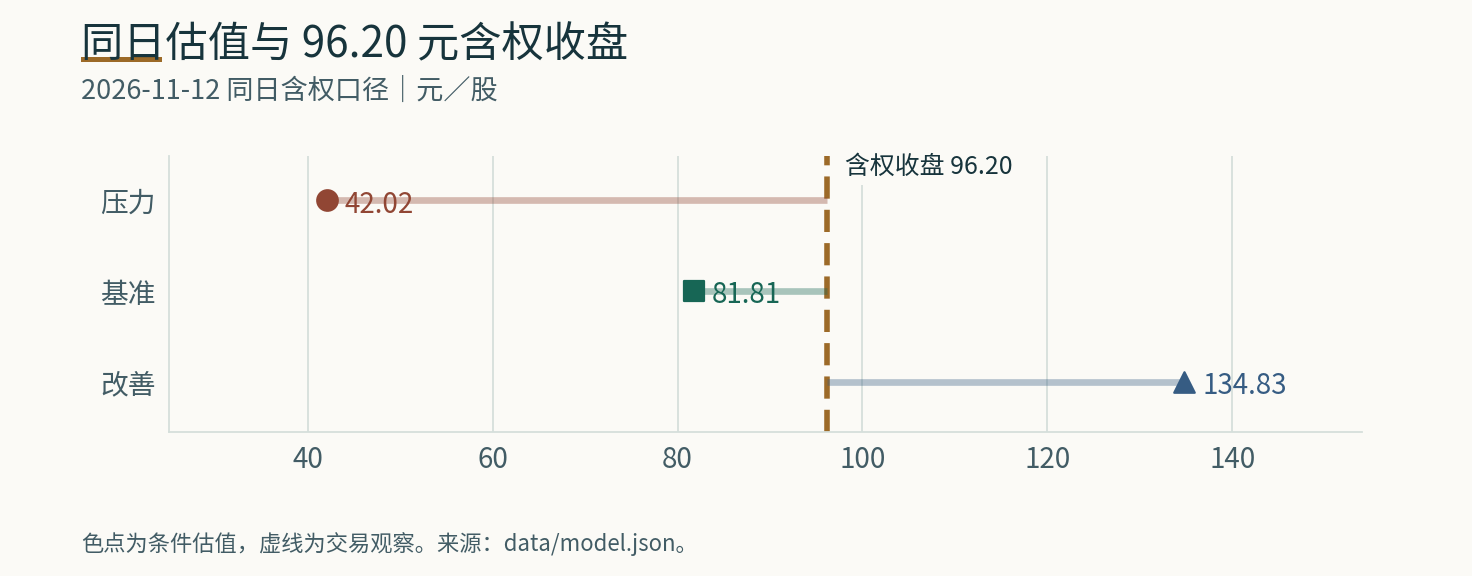 同日估值与 96.20 元含权收盘
2026-11-12 同日含权口径｜元／股
含权收盘 96.20
压力
42.02
基准
81.81
改善
134.83
40 60 80 100 120 140
色点为条件估值，虚线为交易观察。来源：data/model.json。